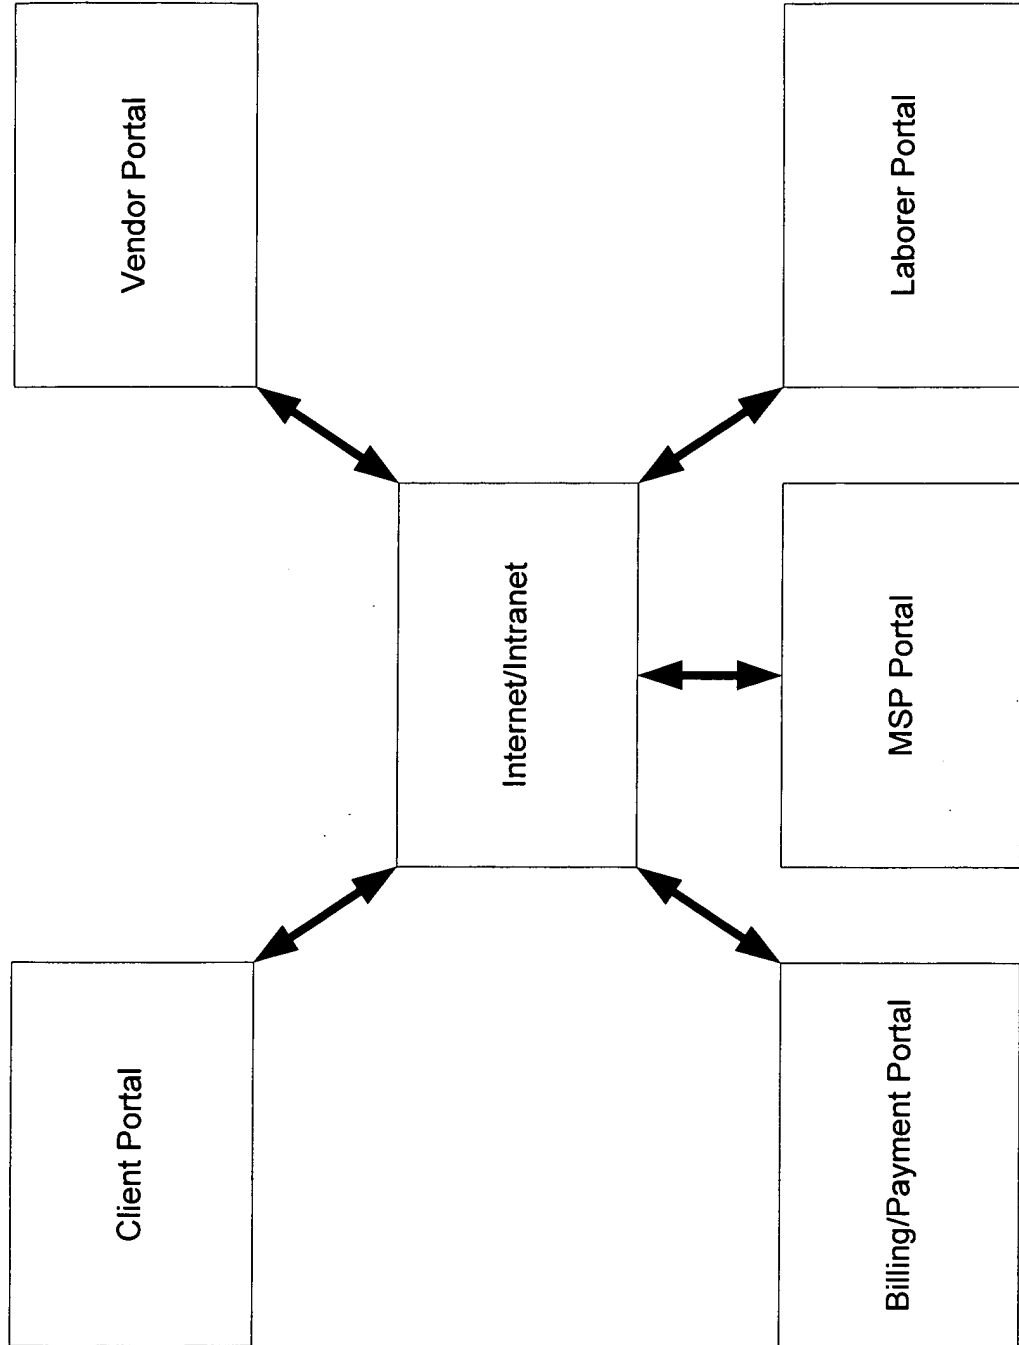 Client Portal
Vendor Portal
Internet/Intranet
Billing/Payment Portal
MSP Portal
Laborer Portal